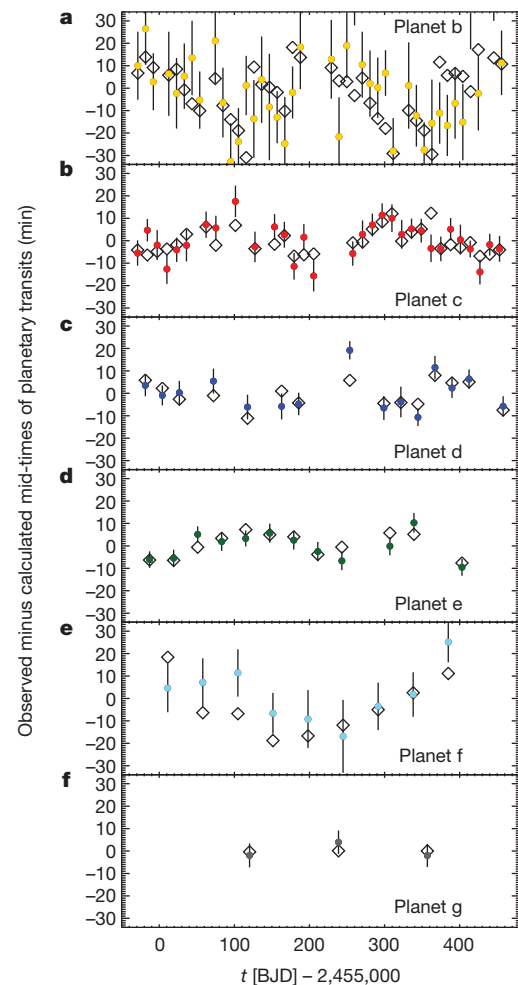 a
Planet b
30
20
10
0
−10
−20
−30
b
30
20
10
0
−10
−20
−30
Planet c
c
30
20
10
0
−10
−20
−30
Planet d
d
30
20
10
0
−10
−20
−30
Planet e
e
30
20
10
0
−10
−20
−30
Planet f
f
30
20
10
0
−10
−20
−30
Planet g
Observed minus calculated mid-times of planetary transits (min)
0 100 200 300 400
t [BJD] – 2,455,000